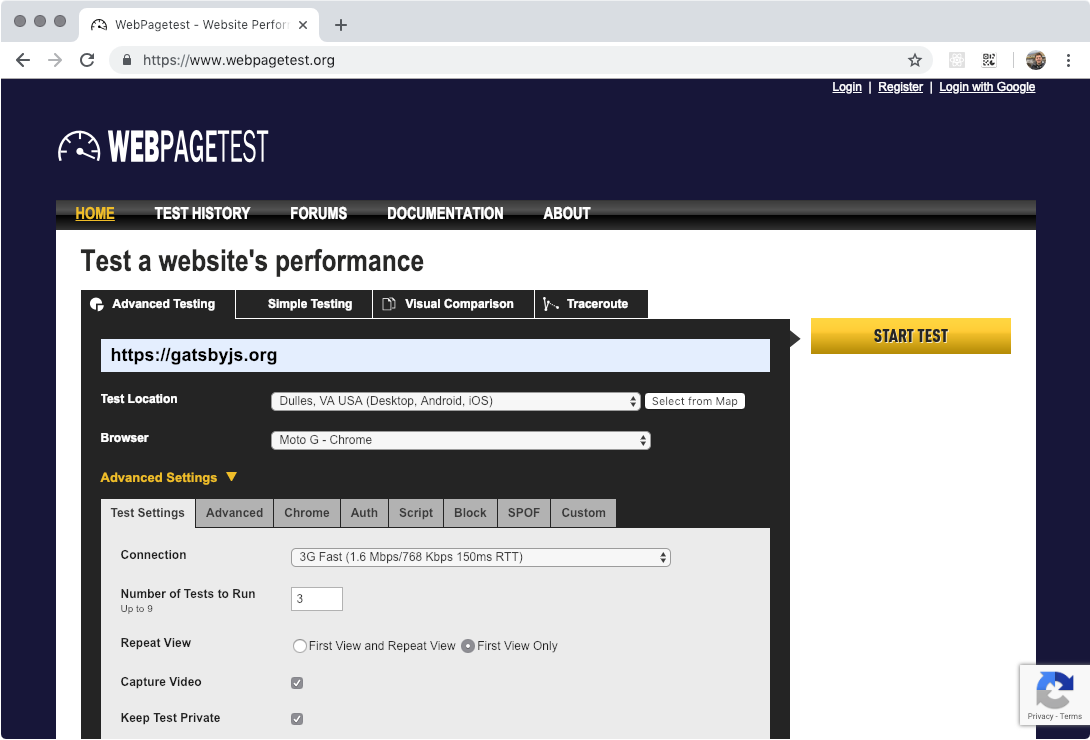 WebPagetest - Website Perfor
https://www.webpagetest.org
Login | Register | Login with Google
WEBPAGETEST
HOME TEST HISTORY FORUMS DOCUMENTATION ABOUT
Test a website's performance
Advanced Testing Simple Testing Visual Comparison Traceroute
START TEST
https://gatsbyjs.org
Test Location Dulles, VA USA (Desktop, Android, iOS) Select from Map
Browser Moto G - Chrome
Advanced Settings
Test Settings Advanced Chrome Auth Script Block SPOF Custom
Connection 3G Fast (1.6 Mbps/768 Kbps 150ms RTT)
Number of Tests to Run 3
Up to 9
Repeat View First View and Repeat View First View Only
Capture Video
Keep Test Private
Privacy - Terms